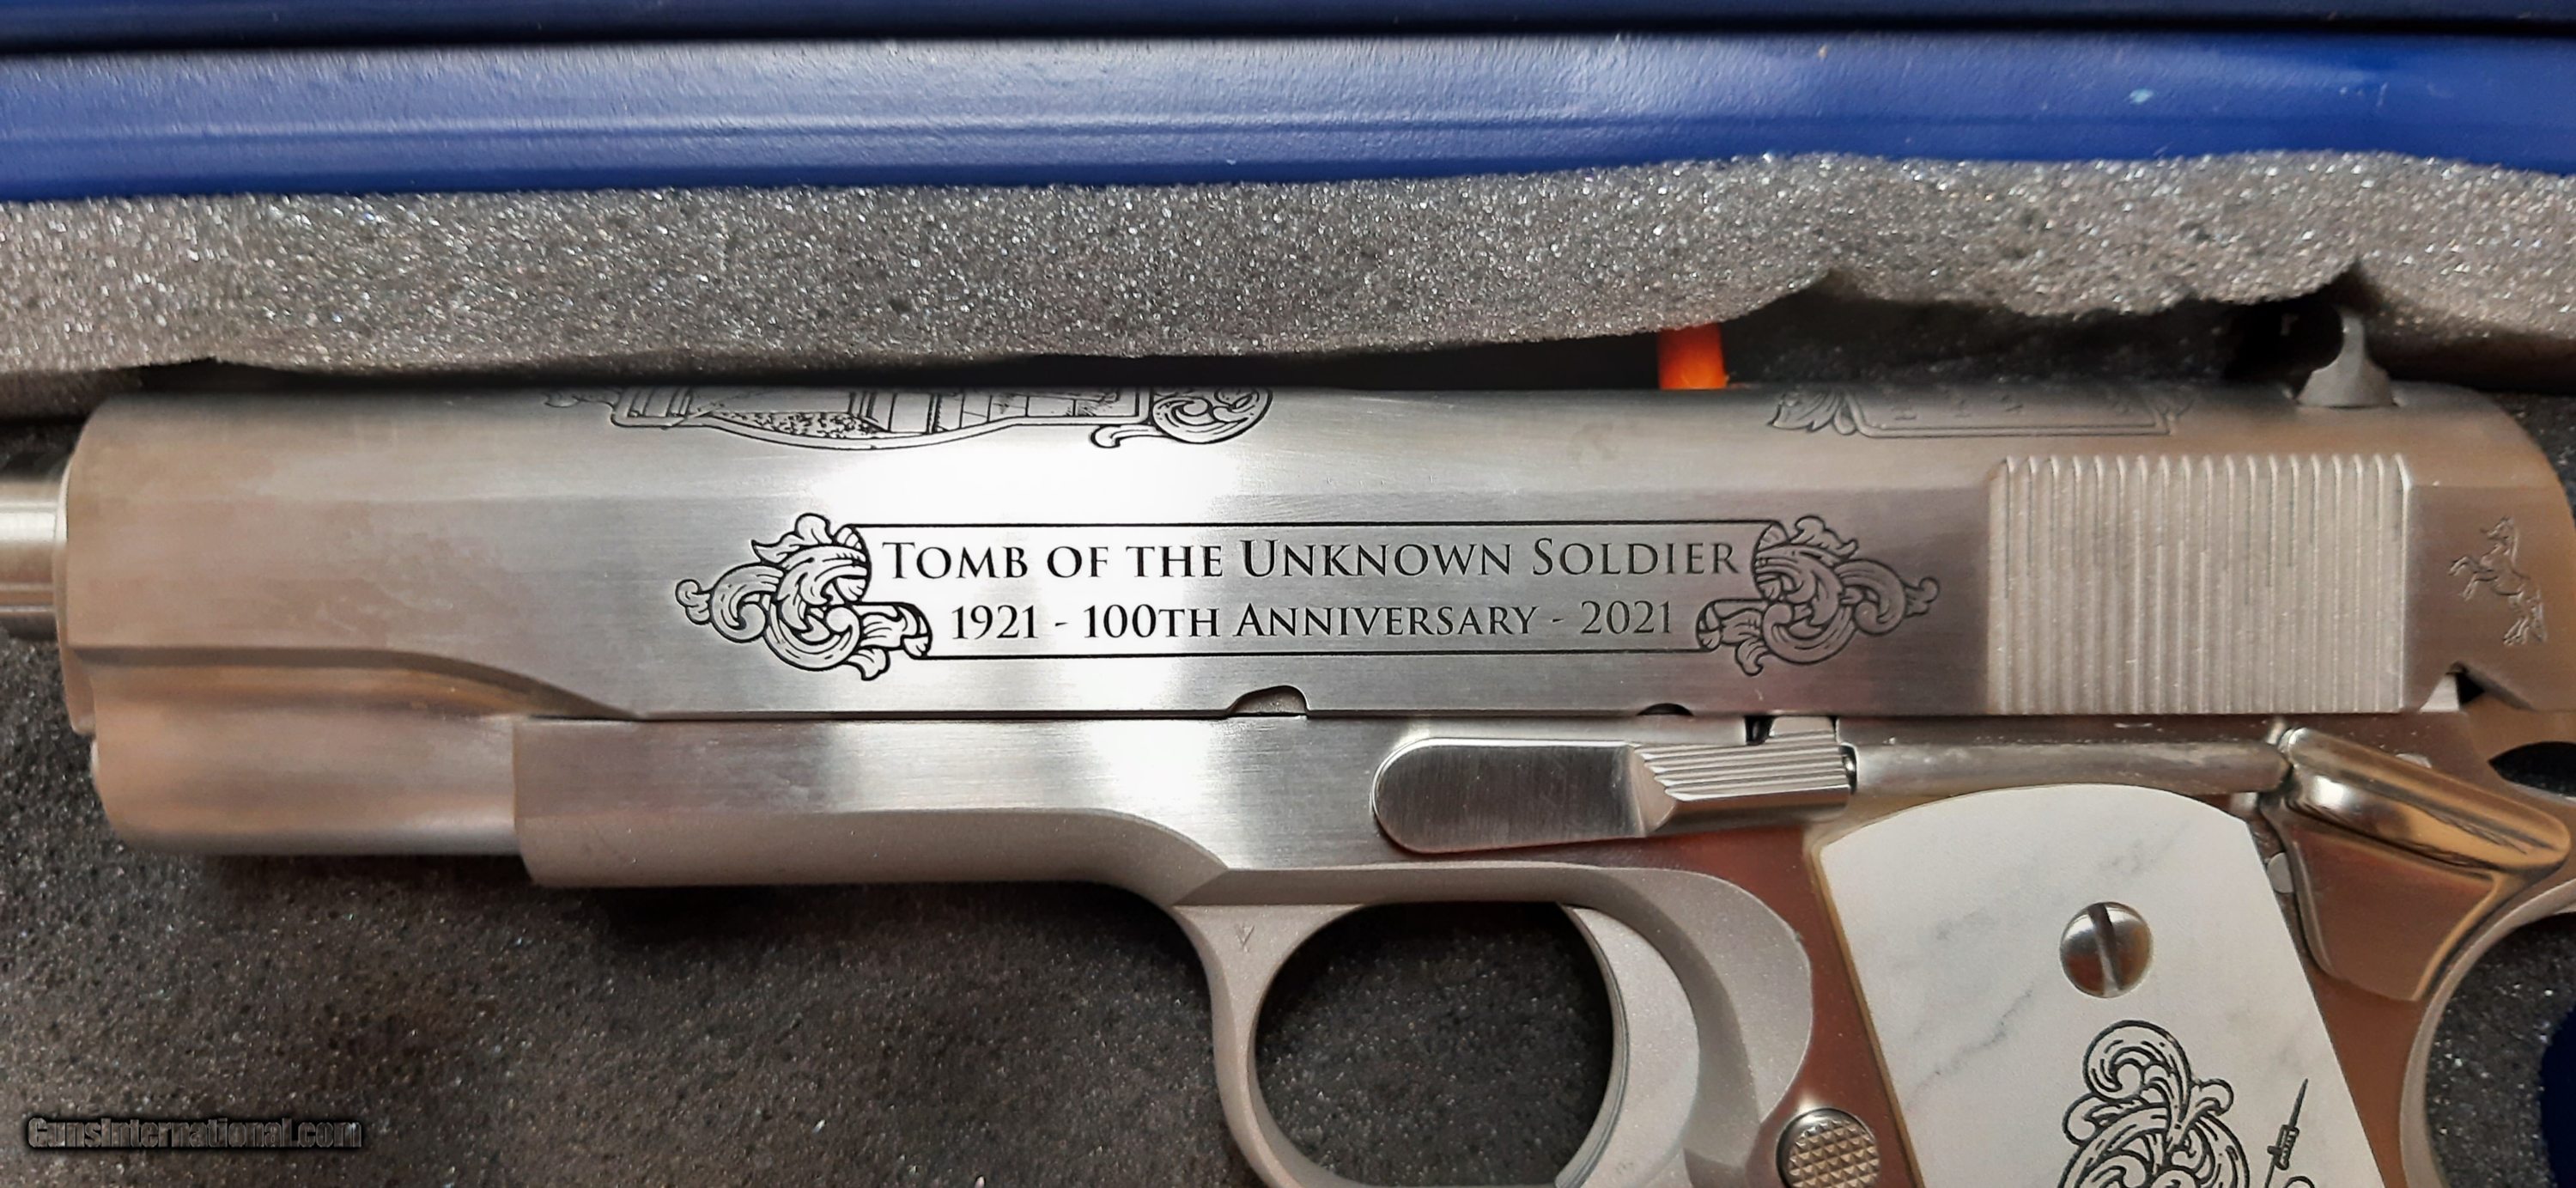 TOMB OF THE UNKNOWN SOLDIER
1921 - 100TH ANNIVERSARY - 2021
GunsInternational.com